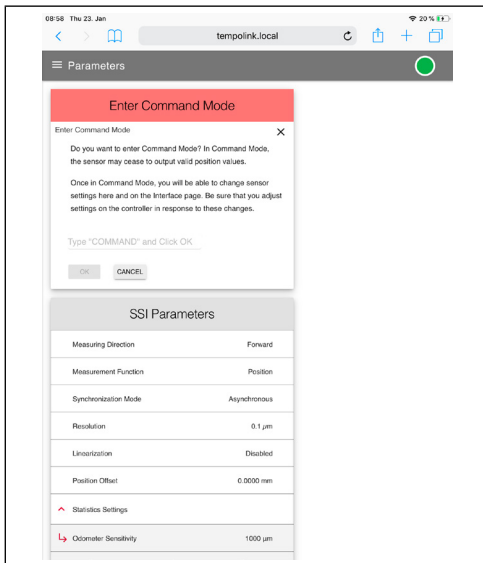 08:58 Thu 23. Jan
20 %
tempolink.local
Parameters
Enter Command Mode
Enter Command Mode
Do you want to enter Command Mode? In Command Mode,
the sensor may cease to output valid position values.
Once in Command Mode, you will be able to change sensor
settings here and on the Interface page. Be sure that you adjust
settings on the controller in response to these changes.
Type "COMMAND" and Click OK
OK CANCEL
SSI Parameters
Measuring Direction Forward
Measurement Function Position
Synchronization Mode Asynchronous
Resolution 0.1 μm
Linearization Disabled
Position Offset 0.0000 mm
Statistics Settings
Odometer Sensitivity 1000 μm